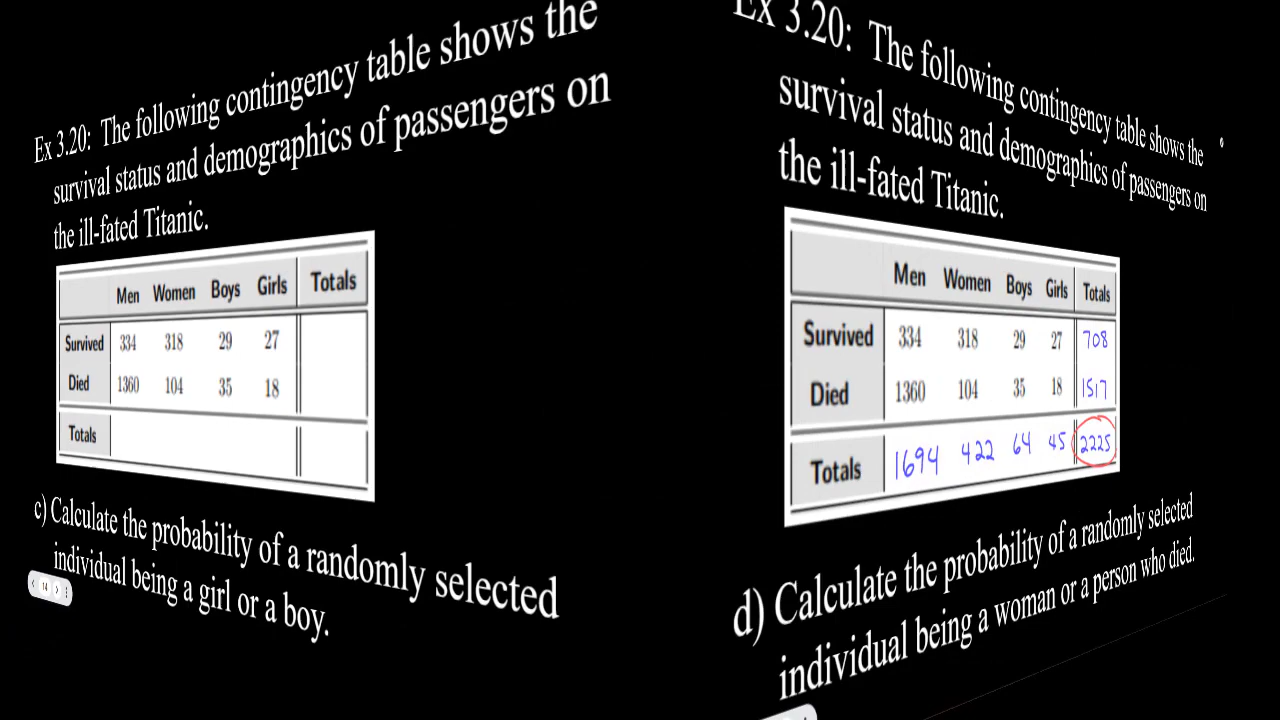 Ex 3.20: The following contingency table shows the
survival status and demographics of passengers on
the ill-fated Titanic.
Men Women Boys Girls Totals
Survived 334 318 29 27
Died 1360 104 35 18
Totals
c) Calculate the probability of a randomly selected
individual being a girl or a boy.
14
Ex 3.20: The following contingency table shows the
survival status and demographics of passengers on
the ill-fated Titanic.
Men Women Boys Girls Totals
Survived 334 318 29 27 708
Died 1360 104 35 18 1517
Totals 1694 422 64 45 2225
d) Calculate the probability of a randomly selected
individual being a woman or a person who died.